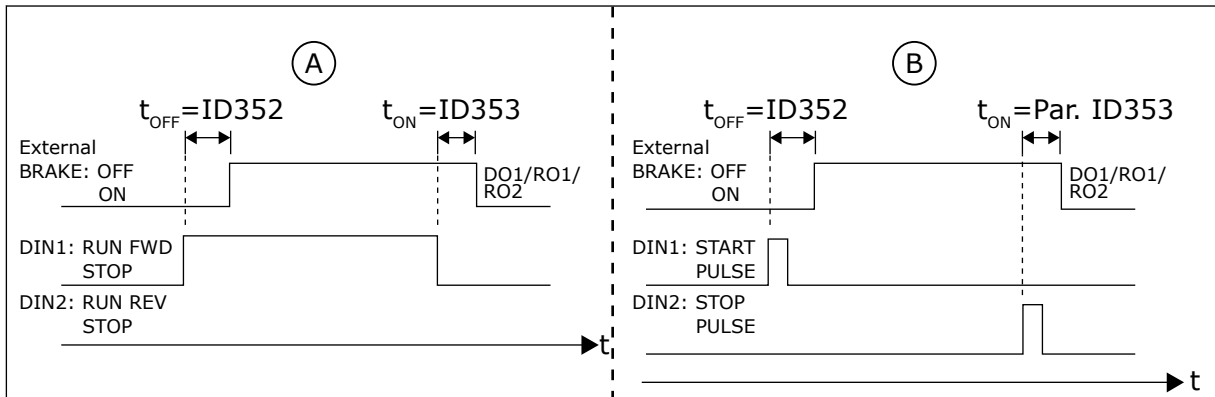 A
t_OFF=ID352
t_ON=ID353
External
BRAKE: OFF
ON
DO1/RO1/
RO2
DIN1: RUN FWD
STOP
DIN2: RUN REV
STOP
t
B
t_OFF=ID352
t_ON=Par. ID353
External
BRAKE: OFF
ON
DO1/RO1/
RO2
DIN1: START
PULSE
DIN2: STOP
PULSE
t